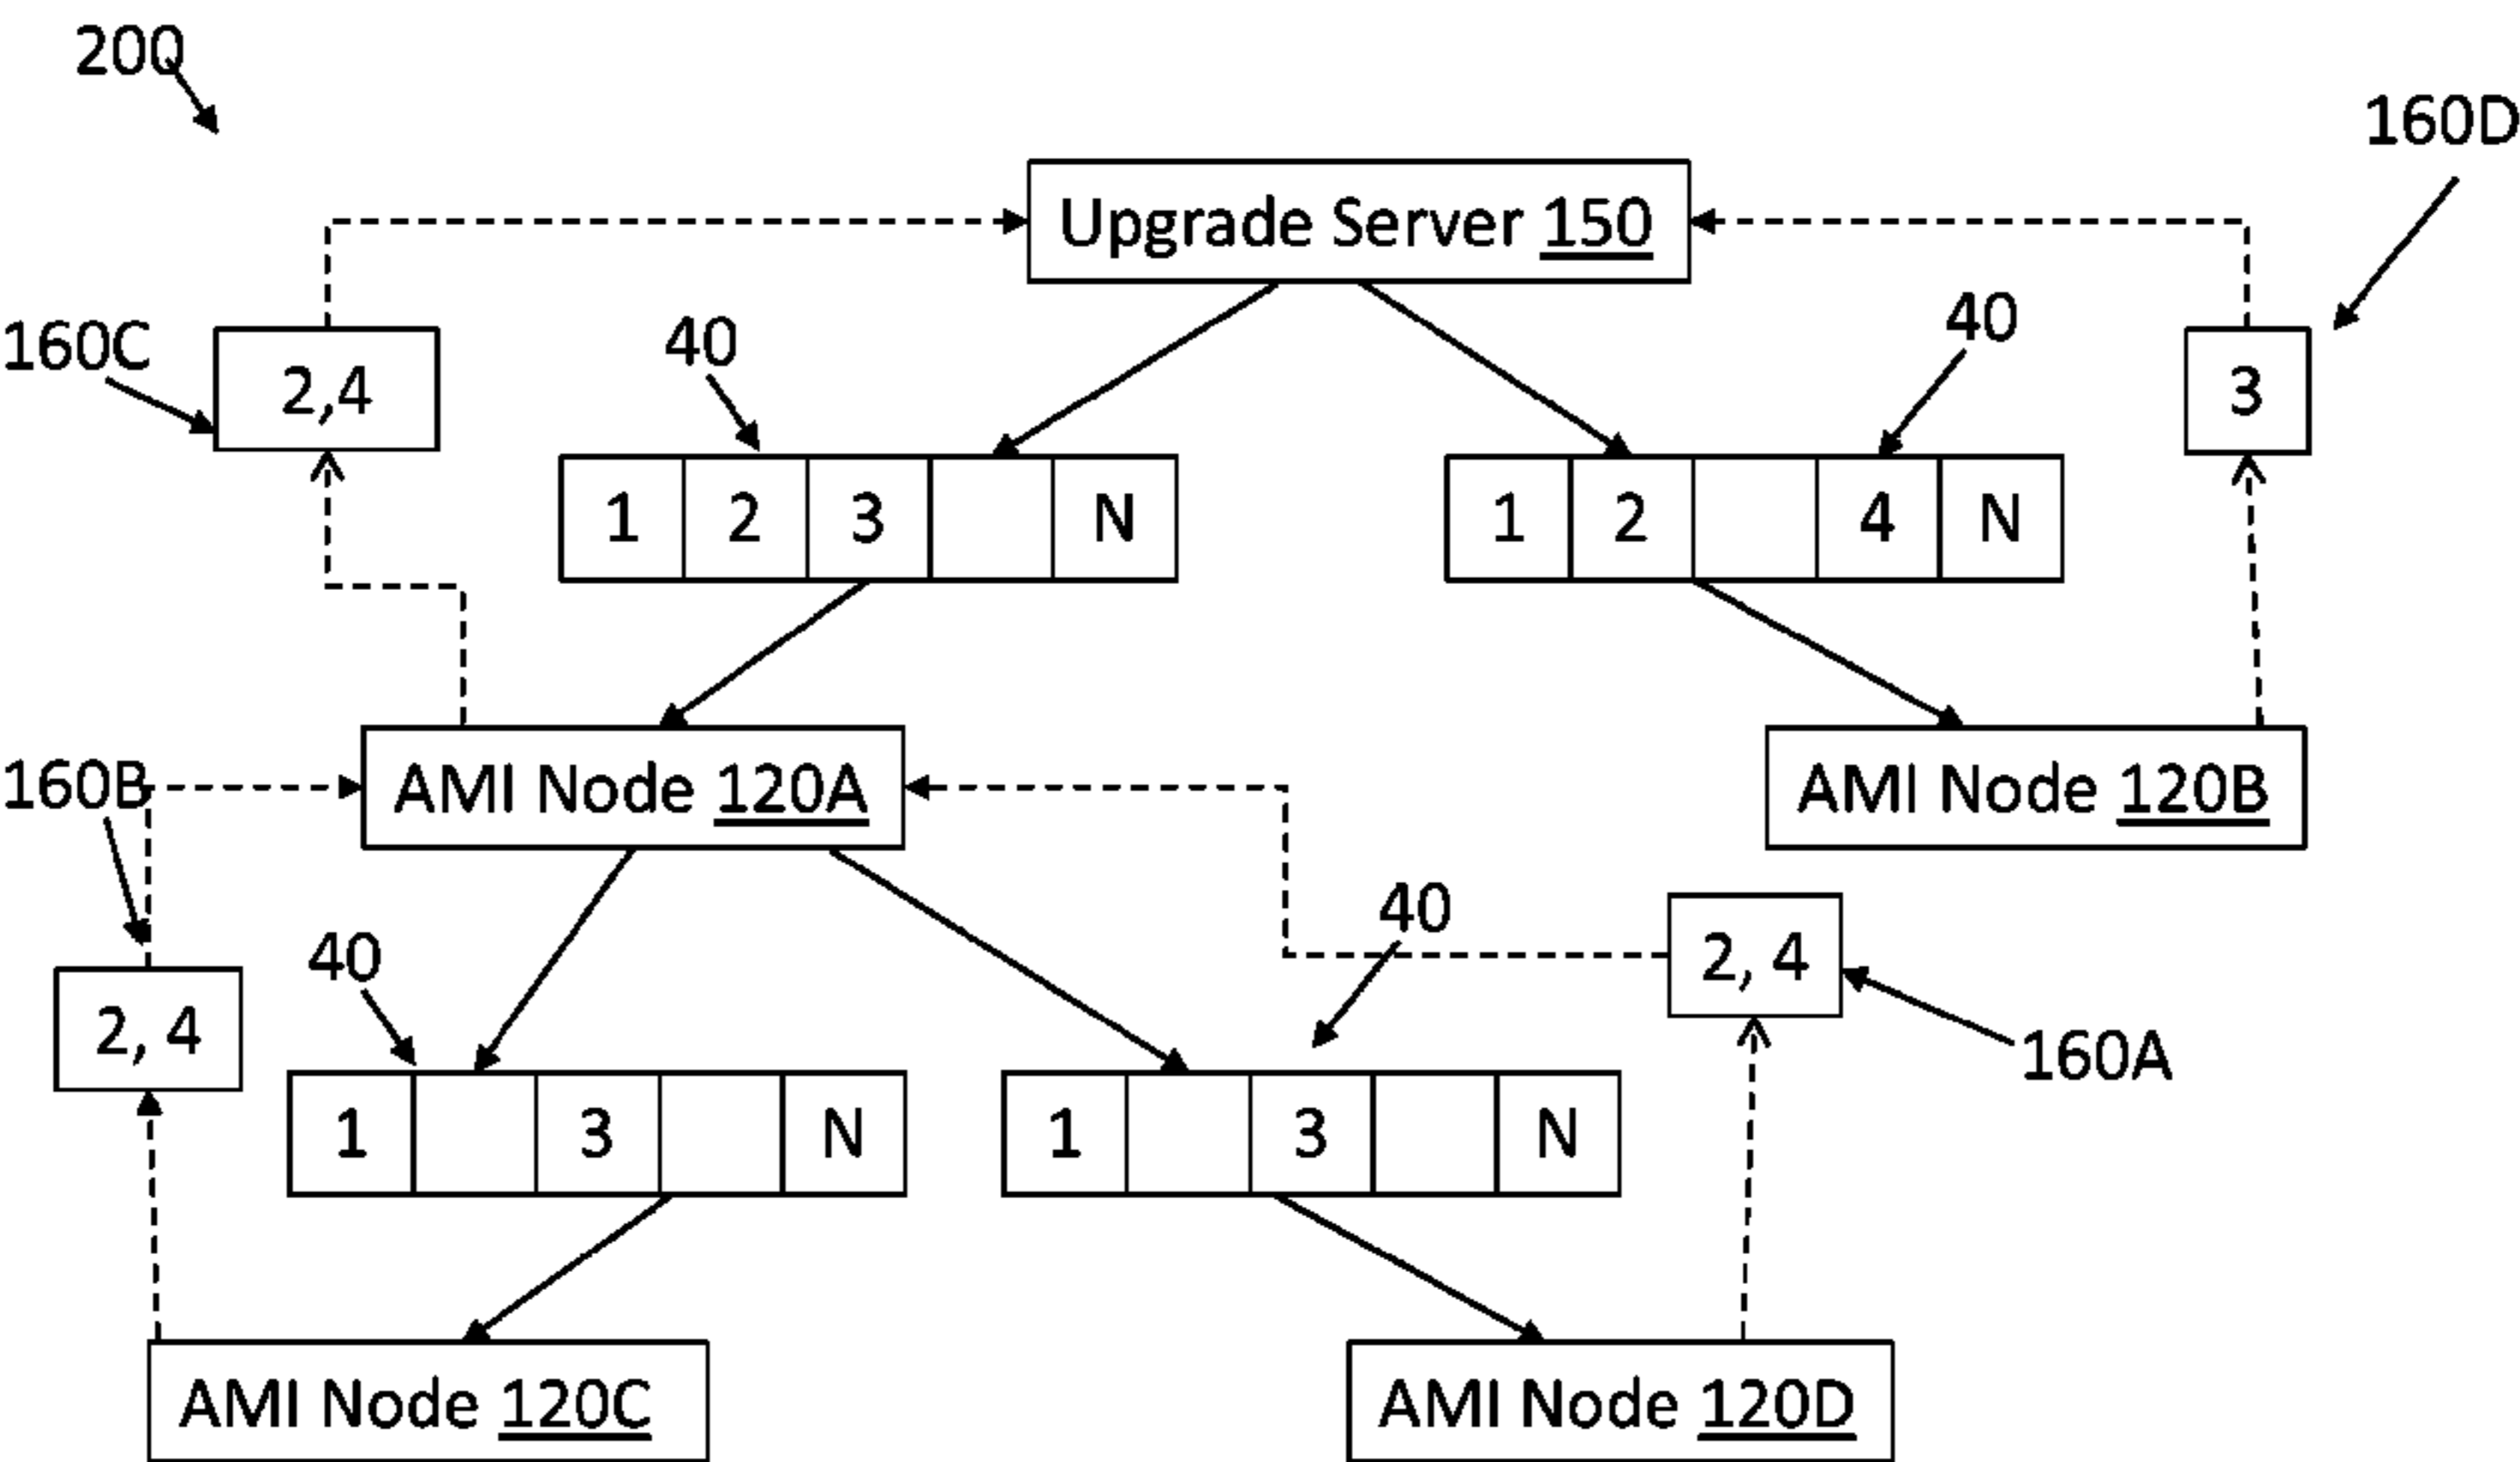 200
160D
Upgrade Server 150
160C
40
40
2,4
3
1 2 3 N
1 2 4 N
160B
AMI Node 120A
AMI Node 120B
40
40
2, 4
2, 4
160A
1 3 N
1 3 N
AMI Node 120C
AMI Node 120D